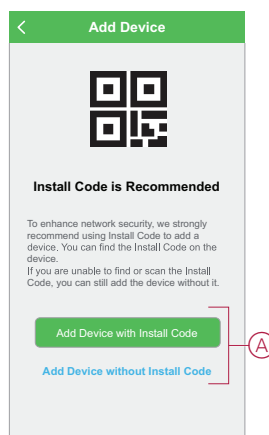 Add Device
Install Code is Recommended
To enhance network security, we strongly
recommend using Install Code to add a
device. You can find the Install Code on the
device.
If you are unable to find or scan the Install
Code, you can still add the device without it.
Add Device with Install Code
A
Add Device without Install Code